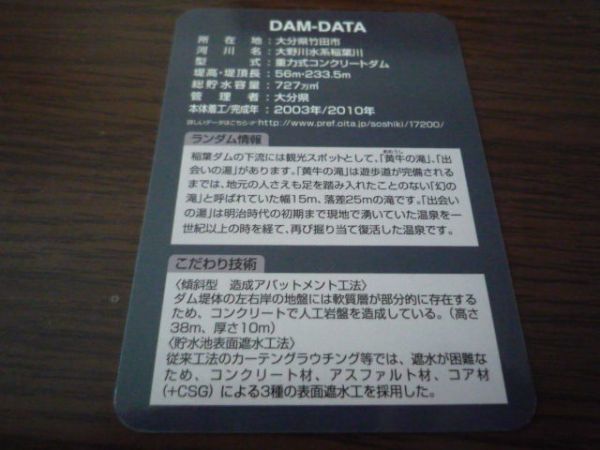 DAM-DATA
所在地：大分県竹田市
河川名：大野川水系稲葉川
型式：重力式コンクリートダム
堤高・堤頂長：56m・233.5m
総貯水容量：727万㎥
管理者：大分県
本体着工/完成年：2003年/2010年
詳しいデータはこちら☞http://www.pref.oita.jp/soshiki/17200/
ランダム情報
稲葉ダムの下流には観光スポットとして、「黄牛の滝」、「出
会いの湯」があります。「黄牛の滝」は遊歩道が完備される
までは、地元の人さえも足を踏み入れたことのない「幻の
滝」と呼ばれていた幅15m、落差25mの滝です。「出会い
の湯」は明治時代の初期まで現地で湧いていた温泉を一
世紀以上の時を経て、再び掘り当て復活した温泉です。
こだわり技術
〈傾斜型　造成アバットメント工法〉
ダム堤体の左右岸の地盤には軟質層が部分的に存在する
ため、コンクリートで人工岩盤を造成している。（高さ
38m、厚さ10m）
〈貯水池表面遮水工法〉
従来工法のカーテングラウチング等では、遮水が困難な
ため、コンクリート材、アスファルト材、コア材
（+CSG）による3種の表面遮水工を採用した。